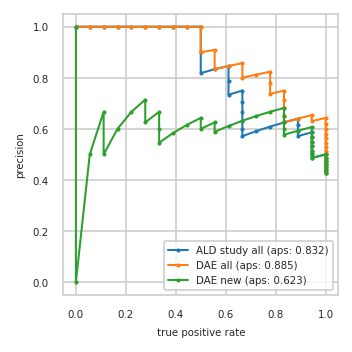 1.0
0.8
0.6
0.4
0.2
0.0
precision
0.0 0.2 0.4 0.6 0.8 1.0
true positive rate
ALD study all (aps: 0.832)
DAE all (aps: 0.885)
DAE new (aps: 0.623)